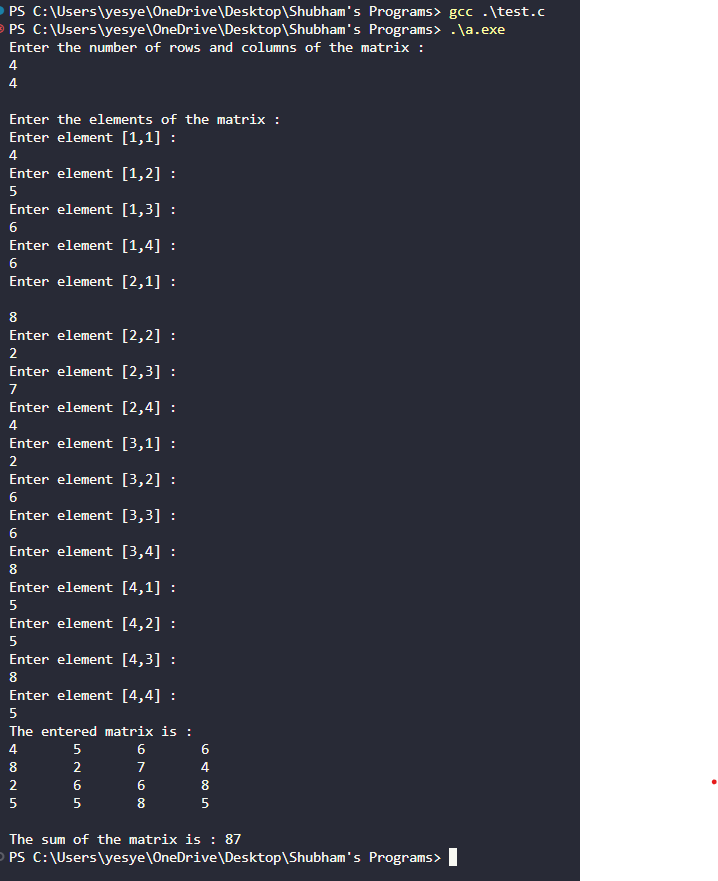 PS C:\Users\yesye\OneDrive\Desktop\Shubham's Programs> gcc .\test.c
PS C:\Users\yesye\OneDrive\Desktop\Shubham's Programs> .\a.exe
Enter the number of rows and columns of the matrix :
4
4
Enter the elements of the matrix :
Enter element [1,1] :
4
Enter element [1,2] :
5
Enter element [1,3] :
6
Enter element [1,4] :
6
Enter element [2,1] :
8
Enter element [2,2] :
2
Enter element [2,3] :
7
Enter element [2,4] :
4
Enter element [3,1] :
2
Enter element [3,2] :
6
Enter element [3,3] :
6
Enter element [3,4] :
8
Enter element [4,1] :
5
Enter element [4,2] :
5
Enter element [4,3] :
8
Enter element [4,4] :
5
The entered matrix is :
4 5 6 6
8 2 7 4
2 6 6 8
5 5 8 5
The sum of the matrix is : 87
PS C:\Users\yesye\OneDrive\Desktop\Shubham's Programs>